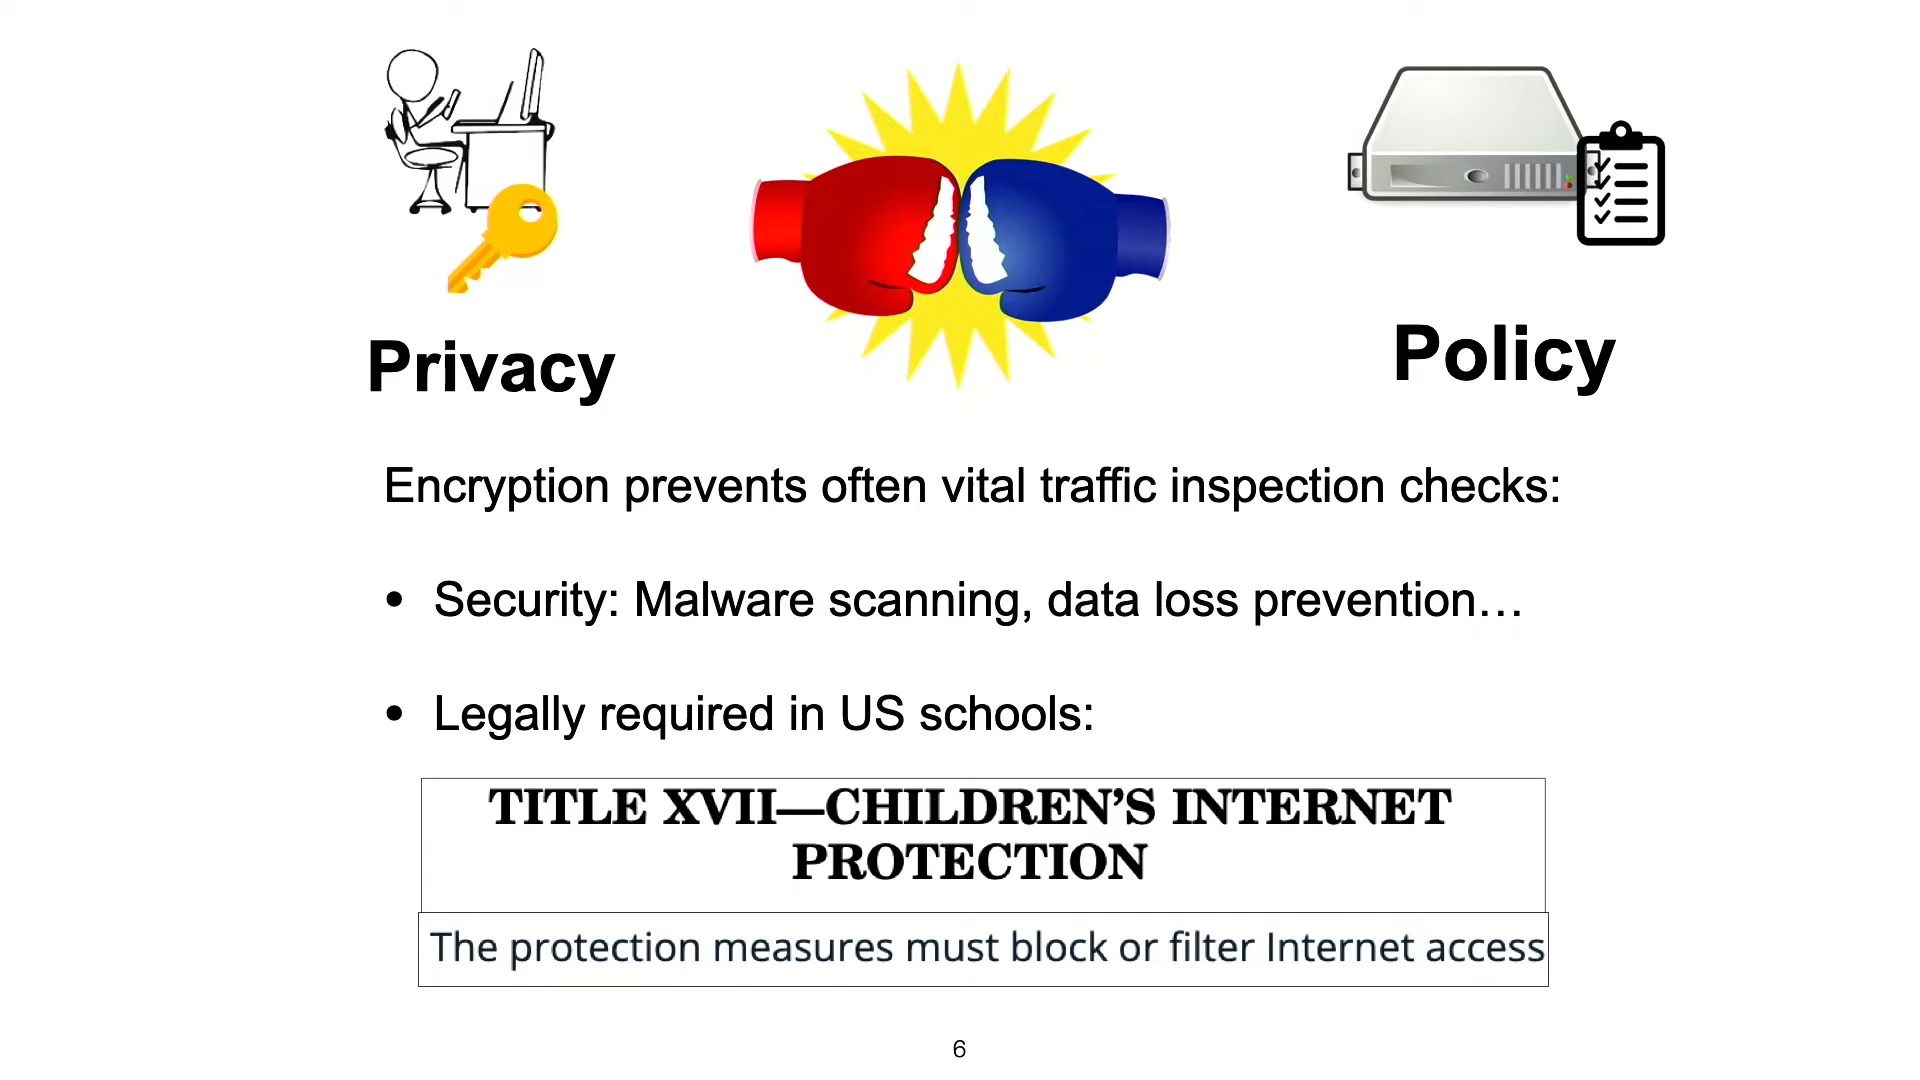 Privacy
Policy
Encryption prevents often vital traffic inspection checks:
• Security: Malware scanning, data loss prevention…
• Legally required in US schools:
TITLE XVII—CHILDREN’S INTERNET
PROTECTION
The protection measures must block or filter Internet access
6